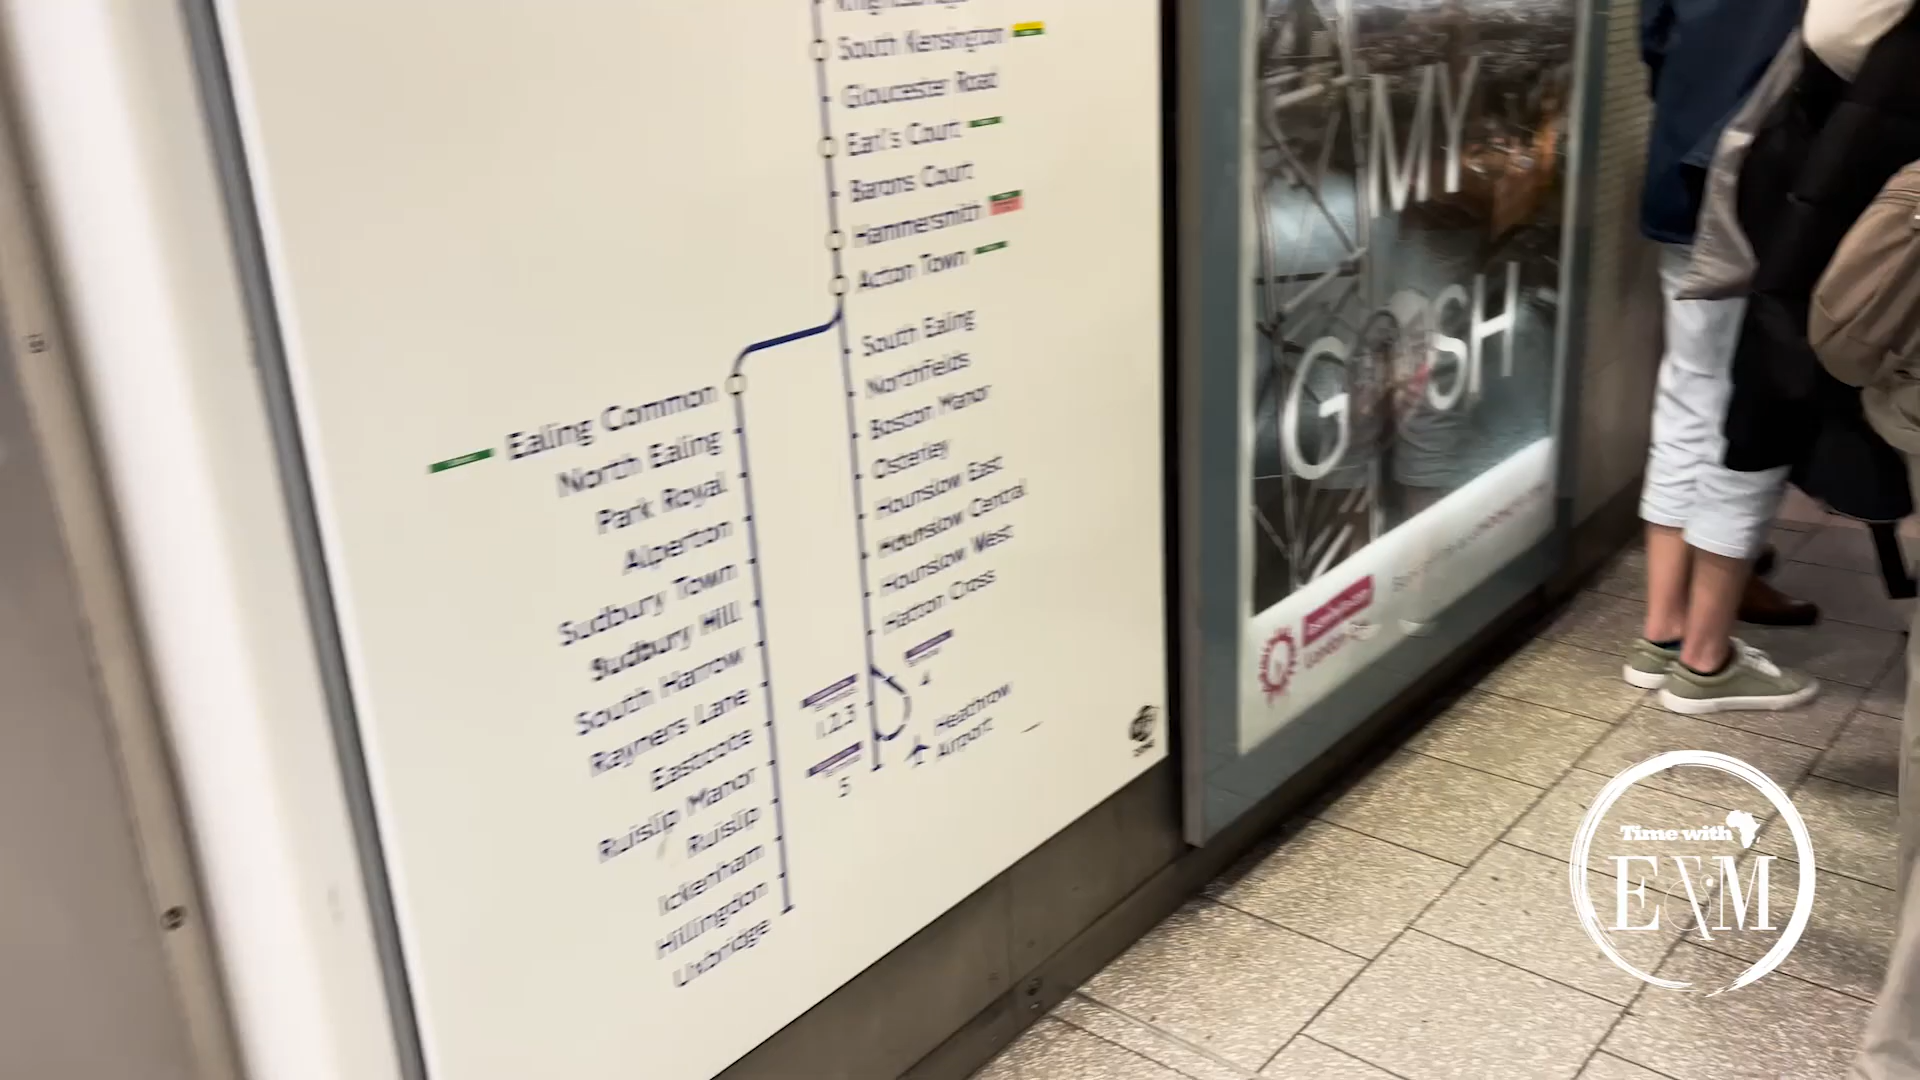 South Kensington
Gloucester Road
Earl's Court
Barons Court
Hammersmith
Acton Town
South Ealing
Northfields
Boston Manor
Osterley
Hounslow East
Hounslow Central
Hounslow West
Hatton Cross
4
1,2,3
5
Heathrow
Airport
Ealing Common
North Ealing
Park Royal
Alperton
Sudbury Town
Sudbury Hill
South Harrow
Rayners Lane
Eastcote
Ruislip Manor
Ruislip
Ickenham
Hillingdon
Uxbridge
MY
GOSH
Time with
E&M